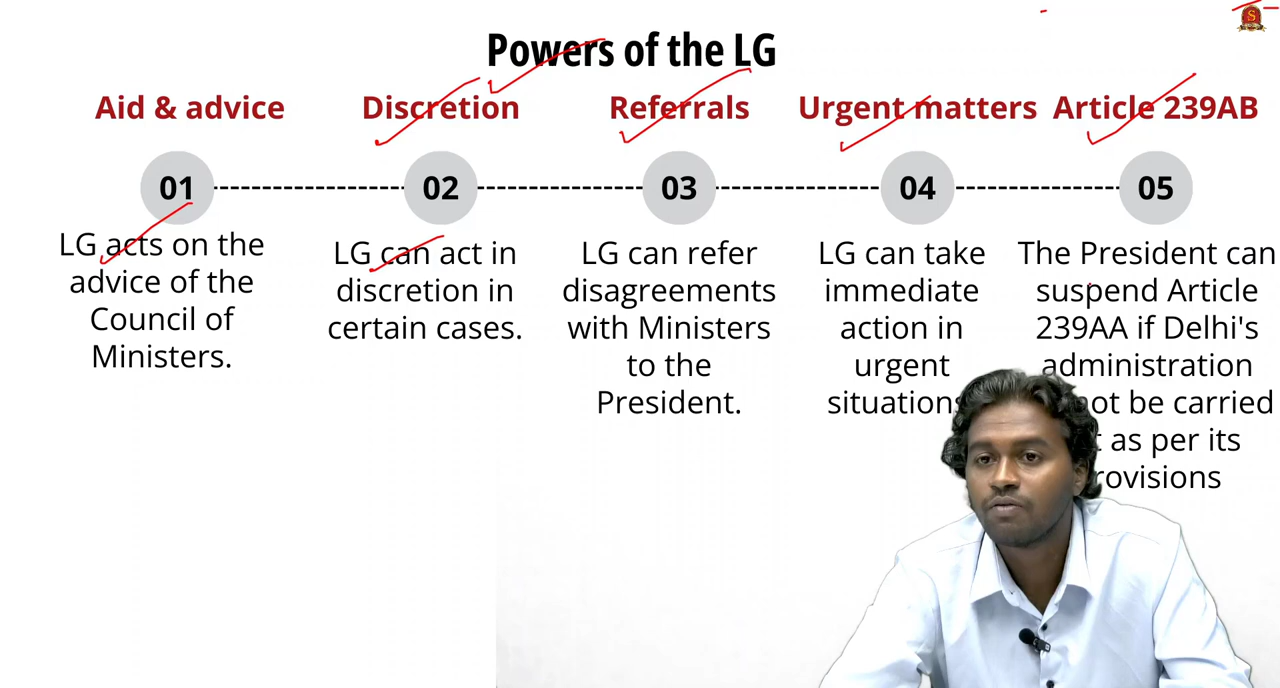 Powers of the LG
Aid & advice
Discretion
Referrals
Urgent matters
Article 239AB
01
02
03
04
05
LG acts on the
advice of the
Council of
Ministers.
LG can act in
discretion in
certain cases.
LG can refer
disagreements
with Ministers
to the
President.
LG can take
immediate
action in
urgent
The President can
suspend Article
239AA if Delhi's
administration
be carried
as per its